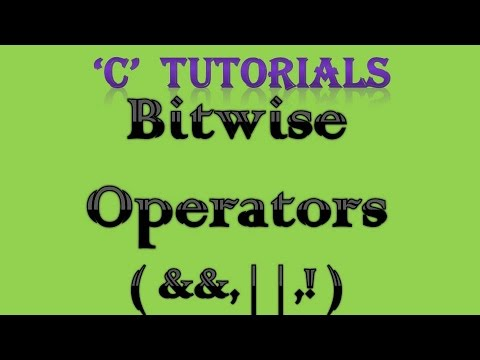 ‘C’ TUTORIALS
Bitwise
Operators
( &&,||,! )